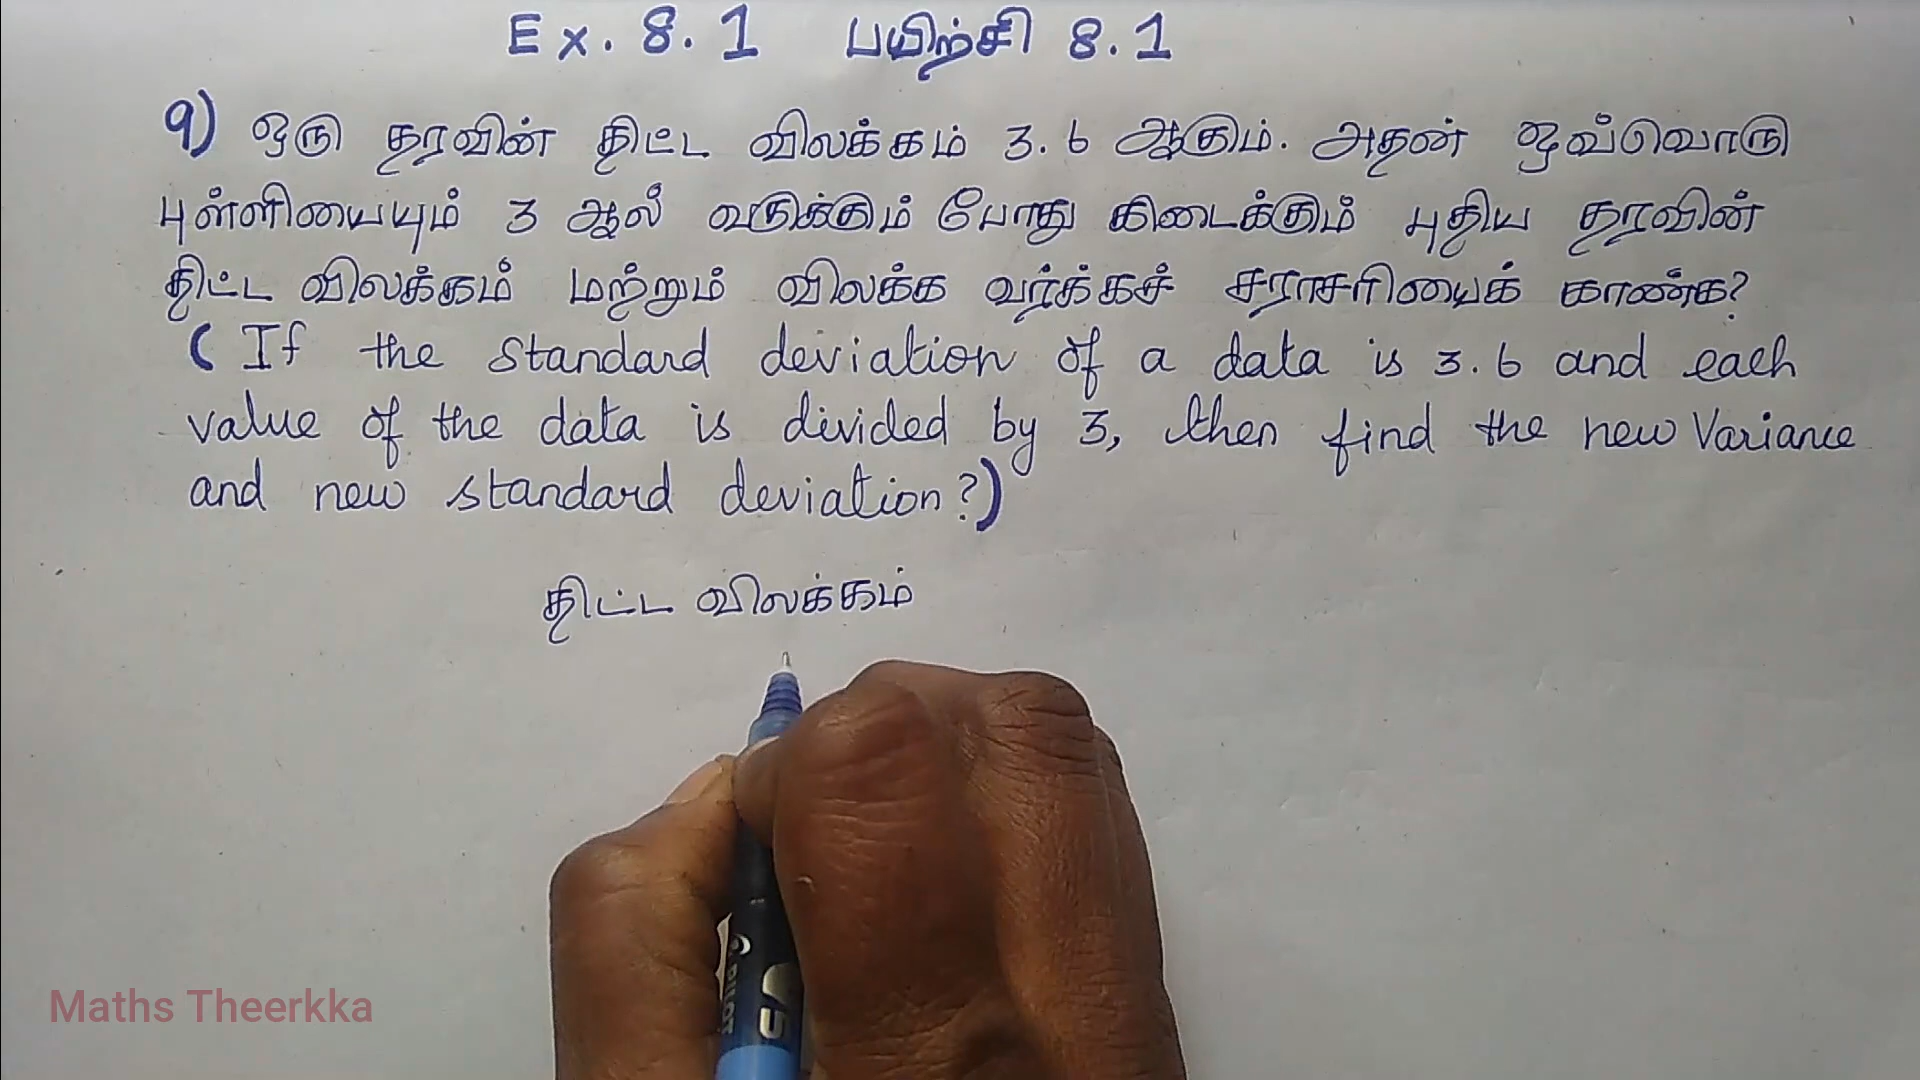 Ex. 8.1 பயிற்சி 8.1
9) ஒரு தரவின் திட்ட விலக்கம் 3.6 ஆகும். அதன் ஒவ்வொரு
புள்ளியையும் 3 ஆல் வகுக்கும் போது கிடைக்கும் புதிய தரவின்
திட்ட விலக்கம் மற்றும் விலக்க வர்க்கச் சராசரியைக் காண்க?
(If the standard deviation of a data is 3.6 and each
value of the data is divided by 3, then find the new Variance
and new standard deviation?)
திட்ட விலக்கம்
PILOT
V5
Maths Theerkka